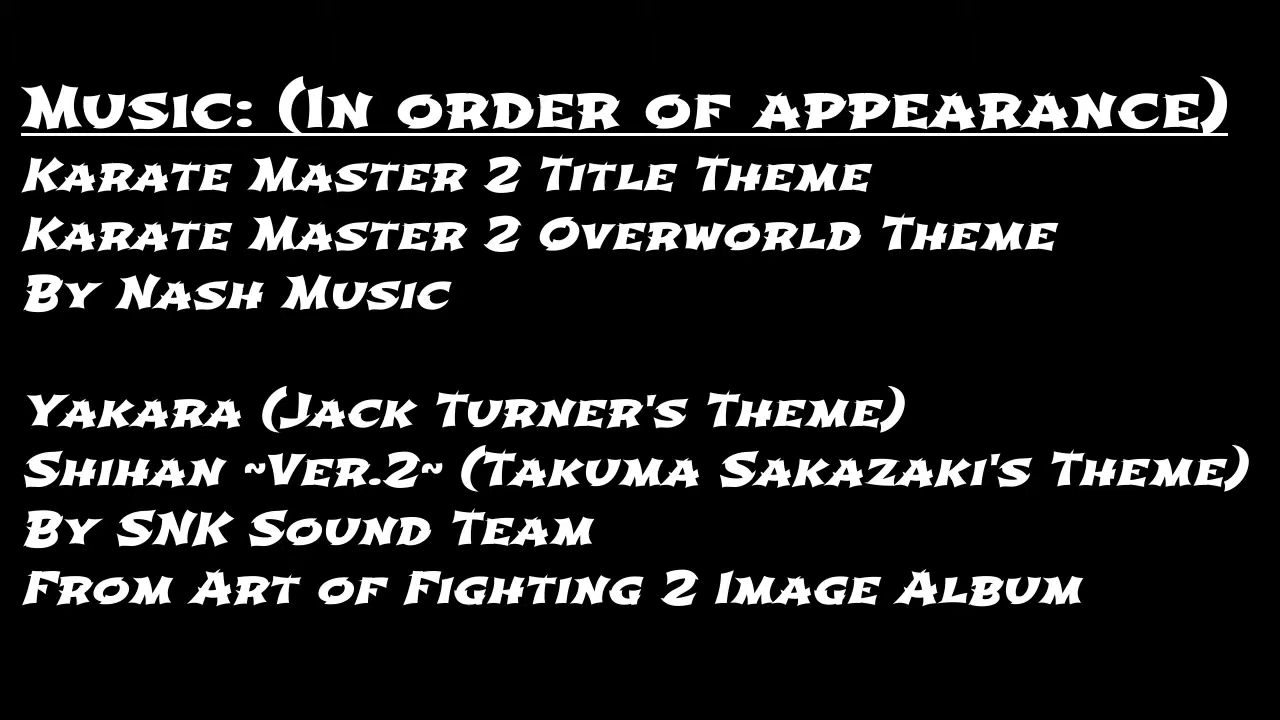 Music: (In order of appearance)
Karate Master 2 Title Theme
Karate Master 2 Overworld Theme
By Nash Music
Yakara (Jack Turner's Theme)
Shihan ~Ver.2~ (Takuma Sakazaki's Theme)
By SNK Sound Team
From Art of Fighting 2 Image Album